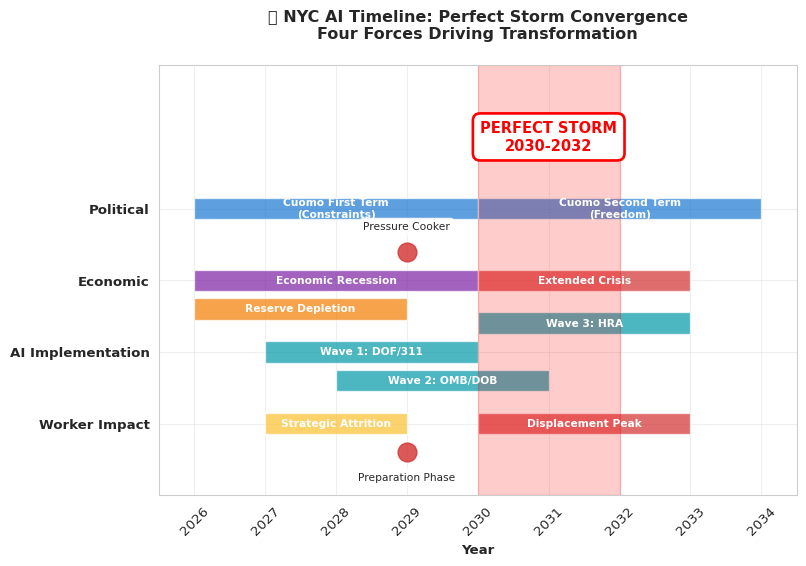 NYC AI Timeline: Perfect Storm Convergence
Four Forces Driving Transformation
PERFECT STORM
2030-2032
Political
Cuomo First Term
(Constraints)
Cuomo Second Term
(Freedom)
Pressure Cooker
Economic
Economic Recession
Extended Crisis
Reserve Depletion
Wave 3: HRA
AI Implementation
Wave 1: DOF/311
Wave 2: OMB/DOB
Worker Impact
Strategic Attrition
Displacement Peak
Preparation Phase
2026
2027
2028
2029
2030
2031
2032
2033
2034
Year